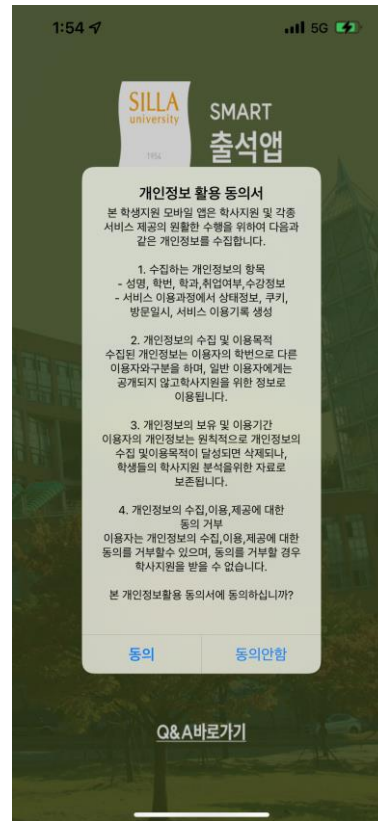 1:54
5G
SILLA
university
1954
SMART
출석앱
개인정보 활용 동의서
본 학생지원 모바일 앱은 학사지원 및 각종
서비스 제공의 원활한 수행을 위하여 다음과
같은 개인정보를 수집합니다.
1. 수집하는 개인정보의 항목
- 성명, 학번, 학과,취업여부,수강정보
- 서비스 이용과정에서 상태정보, 쿠키,
방문일시, 서비스 이용기록 생성
2. 개인정보의 수집 및 이용목적
수집된 개인정보는 이용자의 학번으로 다른
이용자와구분을 하며, 일반 이용자에게는
공개되지 않고학사지원을 위한 정보로
이용됩니다.
3. 개인정보의 보유 및 이용기간
이용자의 개인정보는 원칙적으로 개인정보의
수집 및이용목적이 달성되면 삭제되나,
학생들의 학사지원 분석을위한 자료로
보존됩니다.
4. 개인정보의 수집,이용,제공에 대한
동의 거부
이용자는 개인정보의 수집,이용,제공에 대한
동의를 거부할수 있으며, 동의를 거부할 경우
학사지원을 받을 수 없습니다.
본 개인정보활용 동의서에 동의하십니까?
동의
동의안함
Q&A바로가기